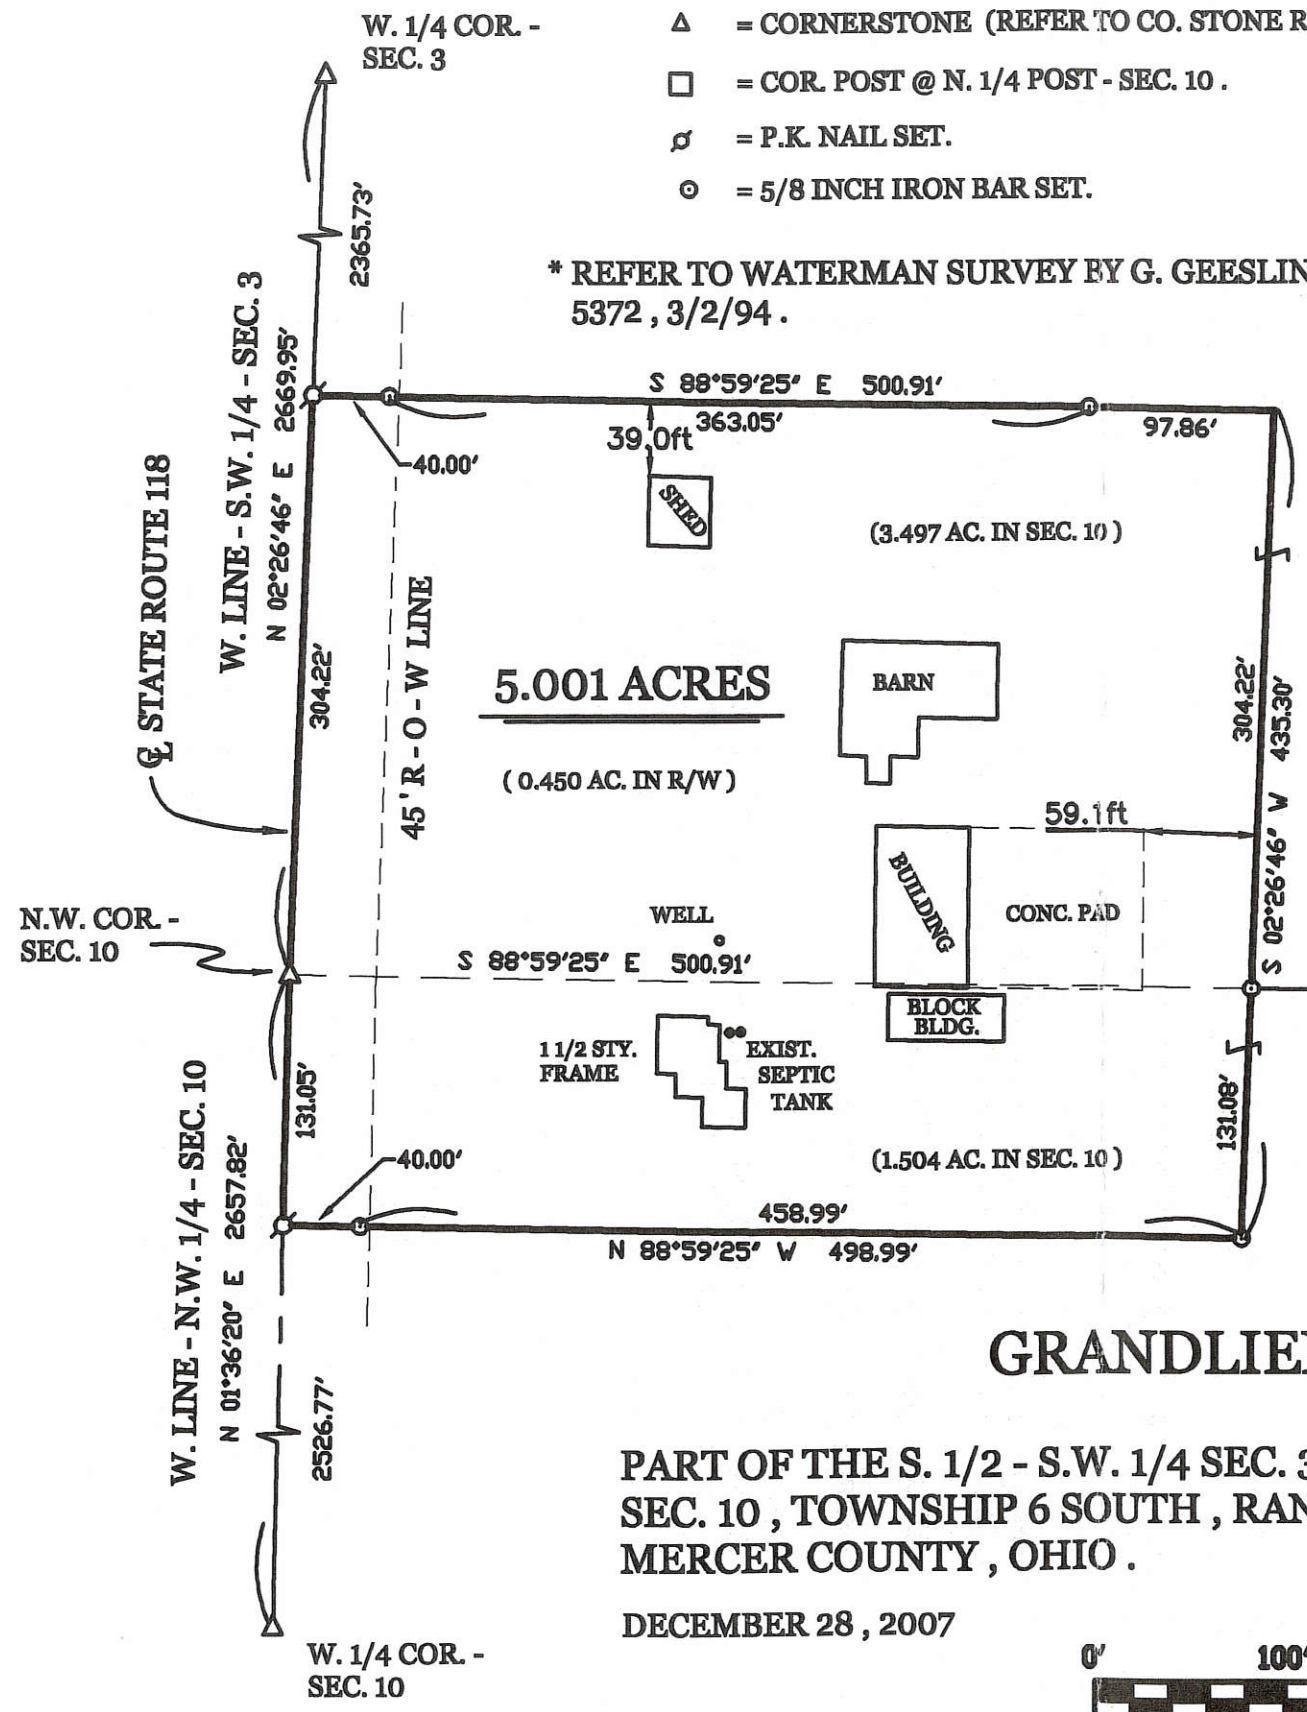 W. 1/4 COR. -
SEC. 3
= CORNERSTONE (REFER TO CO. STONE R
= COR. POST @ N. 1/4 POST - SEC. 10 .
= P.K. NAIL SET.
= 5/8 INCH IRON BAR SET.
* REFER TO WATERMAN SURVEY BY G. GEESLIN
5372 , 3/2/94 .
2365.73'
W. LINE - S.W. 1/4 - SEC. 3
N 02°26'46" E 2669.95'
S 88°59'25" E 500.91'
363.05'
97.86'
39.0ft
40.00'
SHED
(3.497 AC. IN SEC. 10 )
℄ STATE ROUTE 118
304.22'
45' R - O - W LINE
5.001 ACRES
( 0.450 AC. IN R/W )
BARN
304.22'
S 02°26'46" W 435.30'
59.1ft
BUILDING
CONC. PAD
N.W. COR. -
SEC. 10
WELL
S 88°59'25" E 500.91'
BLOCK
BLDG.
1 1/2 STY.
FRAME
EXIST.
SEPTIC
TANK
131.05'
131.08'
W. LINE - N.W. 1/4 - SEC. 10
N 01°36'20" E 2657.82'
40.00'
(1.504 AC. IN SEC. 10 )
458.99'
N 88°59'25" W 498.99'
2526.77'
GRANDLIE
PART OF THE S. 1/2 - S.W. 1/4 SEC. 3
SEC. 10 , TOWNSHIP 6 SOUTH , RAN
MERCER COUNTY , OHIO .
DECEMBER 28 , 2007
W. 1/4 COR. -
SEC. 10
0' 100'